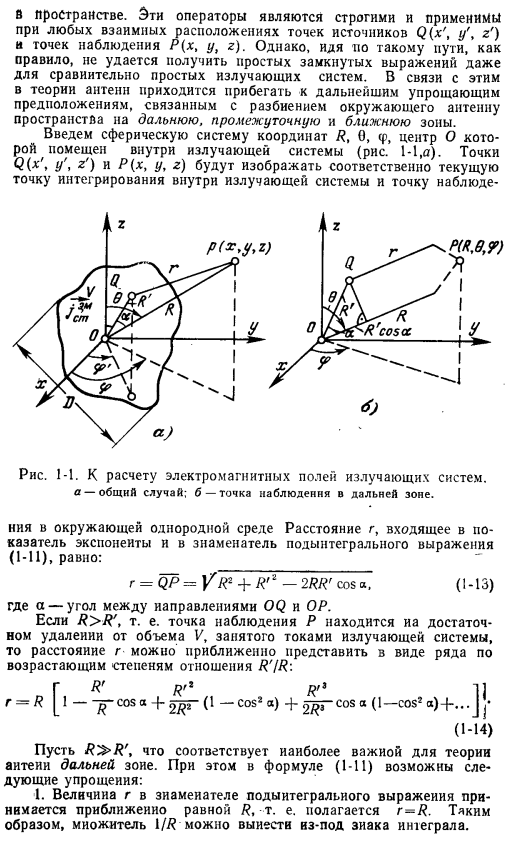 в пространстве. Эти операторы являются строгими и применимы
при любых взаимных расположениях точек источников Q(x′, y′, z′)
и точек наблюдения P(x, y, z). Однако, идя по такому пути, как
правило, не удается получить простых замкнутых выражений даже
для сравнительно простых излучающих систем. В связи с этим
в теории антенн приходится прибегать к дальнейшим упрощающим
предположениям, связанным с разбиением окружающего антенну
пространства на дальнюю, промежуточную и ближнюю зоны.
Введем сферическую систему координат R, θ, φ, центр O кото-
рой помещен внутри излучающей системы (рис. 1-1,а). Точки
Q(x′, y′, z′) и P(x, y, z) будут изображать соответственно текущую
точку интегрирования внутри излучающей системы и точку наблюде-
z
p(x,y,z)
r
Q
V
j эм ст
θ
R′
α
R
O
y
x
φ′
φ
D
а)
z
P(R,θ,φ)
r
Q
θ
R′
R
O
α
R′cosα
y
φ
x
б)
Рис. 1-1. К расчету электромагнитных полей излучающих систем.
а — общий случай; б — точка наблюдения в дальней зоне.
ния в окружающей однородной среде Расстояние r, входящее в по-
казатель экспоненты и в знаменатель подынтегрального выражения
(1-11), равно:
r = QP = √R² + R′² − 2RR′ cos α, (1-13)
где α — угол между направлениями OQ и OP.
Если R>R′, т. е. точка наблюдения P находится на достаточ-
ном удалении от объема V, занятого токами излучающей системы,
то расстояние r можно приближенно представить в виде ряда по
возрастающим степеням отношения R′/R:
r = R [1 − R′/R cos α + R′²/2R² (1 − cos² α) + R′³/2R³ cos α (1—cos² α)+...];
(1-14)
Пусть R≫R′, что соответствует наиболее важной для теории
антенн дальней зоне. При этом в формуле (1-11) возможны сле-
дующие упрощения:
1. Величина r в знаменателе подынтегрального выражения при-
нимается приближенно равной R, т. е. полагается r=R. Таким
образом, множитель 1/R можно вынести из-под знака интеграла.